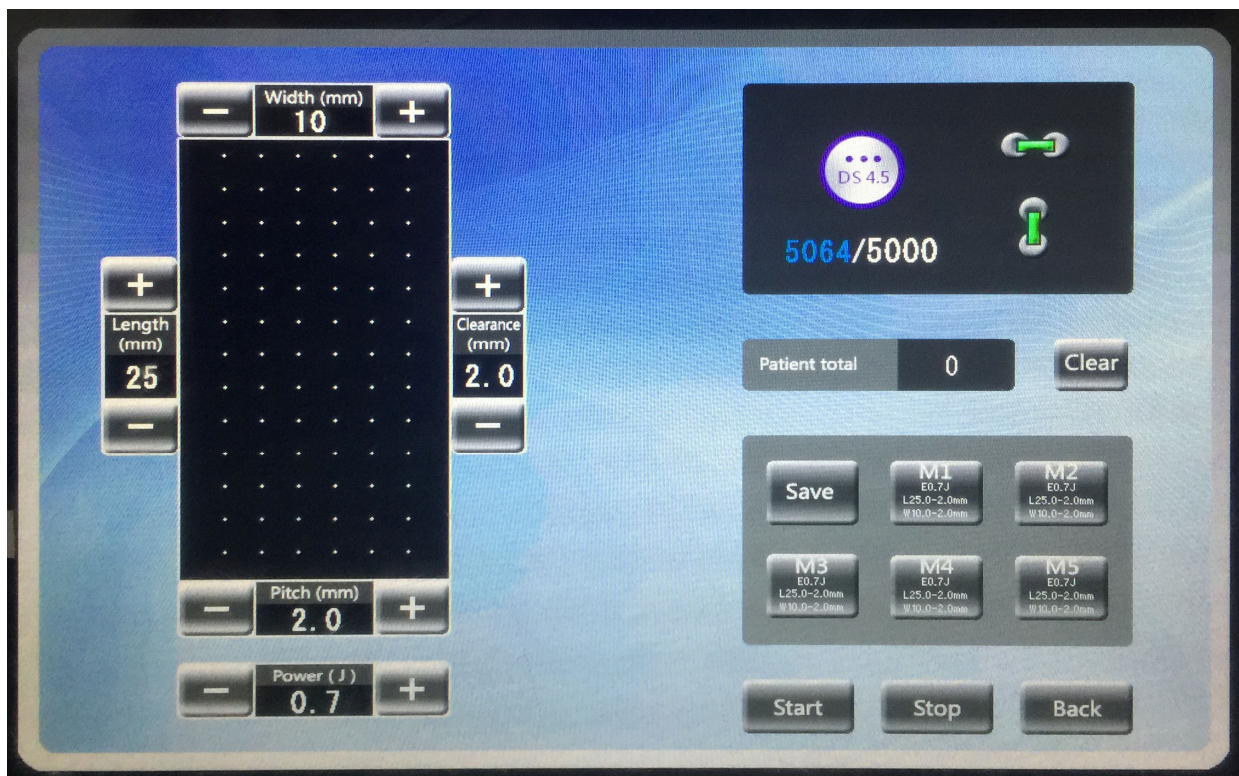 Width (mm)
10
Length
(mm)
25
Clearance
(mm)
2.0
Pitch (mm)
2.0
Power ( J )
0.7
DS 4.5
5064/5000
Patient total
0
Clear
Save
M1
E0.7J
L25.0-2.0mm
W10.0-2.0mm
M2
E0.7J
L25.0-2.0mm
W10.0-2.0mm
M3
E0.7J
L25.0-2.0mm
W10.0-2.0mm
M4
E0.7J
L25.0-2.0mm
W10.0-2.0mm
M5
E0.7J
L25.0-2.0mm
W10.0-2.0mm
Start
Stop
Back